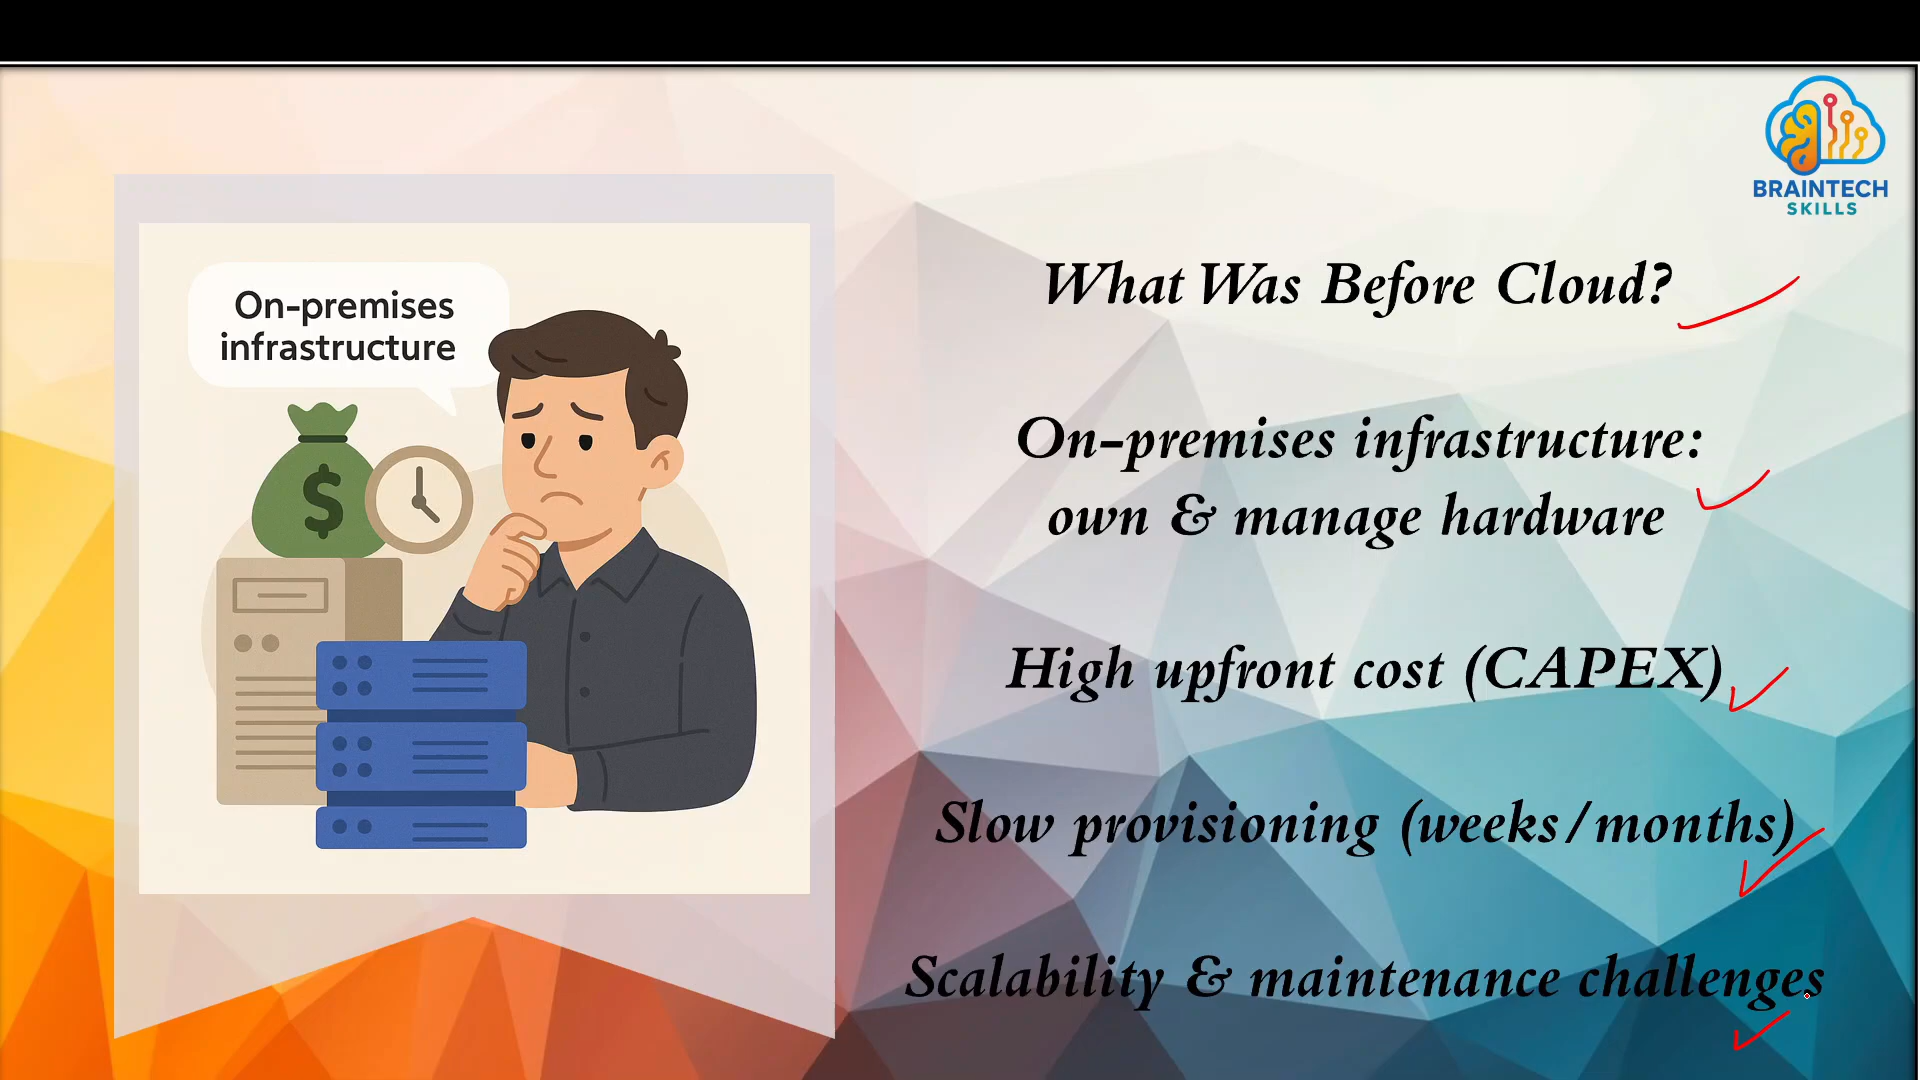 BRAINTECH
SKILLS
On-premises
infrastructure
$
What Was Before Cloud?
On-premises infrastructure:
own & manage hardware
High upfront cost (CAPEX)
Slow provisioning (weeks/months)
Scalability & maintenance challenges